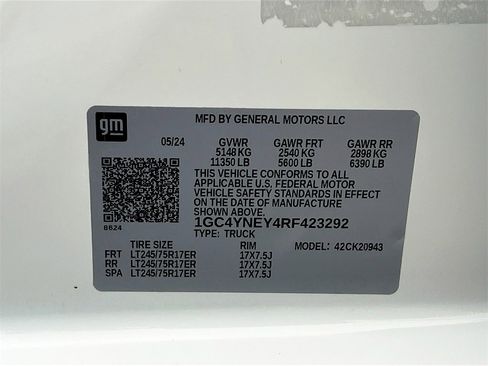 gm
MFD BY GENERAL MOTORS LLC
05/24 GVWR GAWR FRT GAWR RR
5148 KG 2540 KG 2898 KG
11350 LB 5600 LB 6390 LB
THIS VEHICLE CONFORMS TO ALL
APPLICABLE U.S. FEDERAL MOTOR
VEHICLE SAFETY STANDARDS IN EFFECT
ON THE DATE OF MANUFACTURE
SHOWN ABOVE.
1GC4YNEY4RF423292
8624
TYPE: TRUCK
TIRE SIZE RIM MODEL: 42CK20943
FRT LT245/75R17ER 17X7.5J
RR LT245/75R17ER 17X7.5J
SPA LT245/75R17ER 17X7.5J